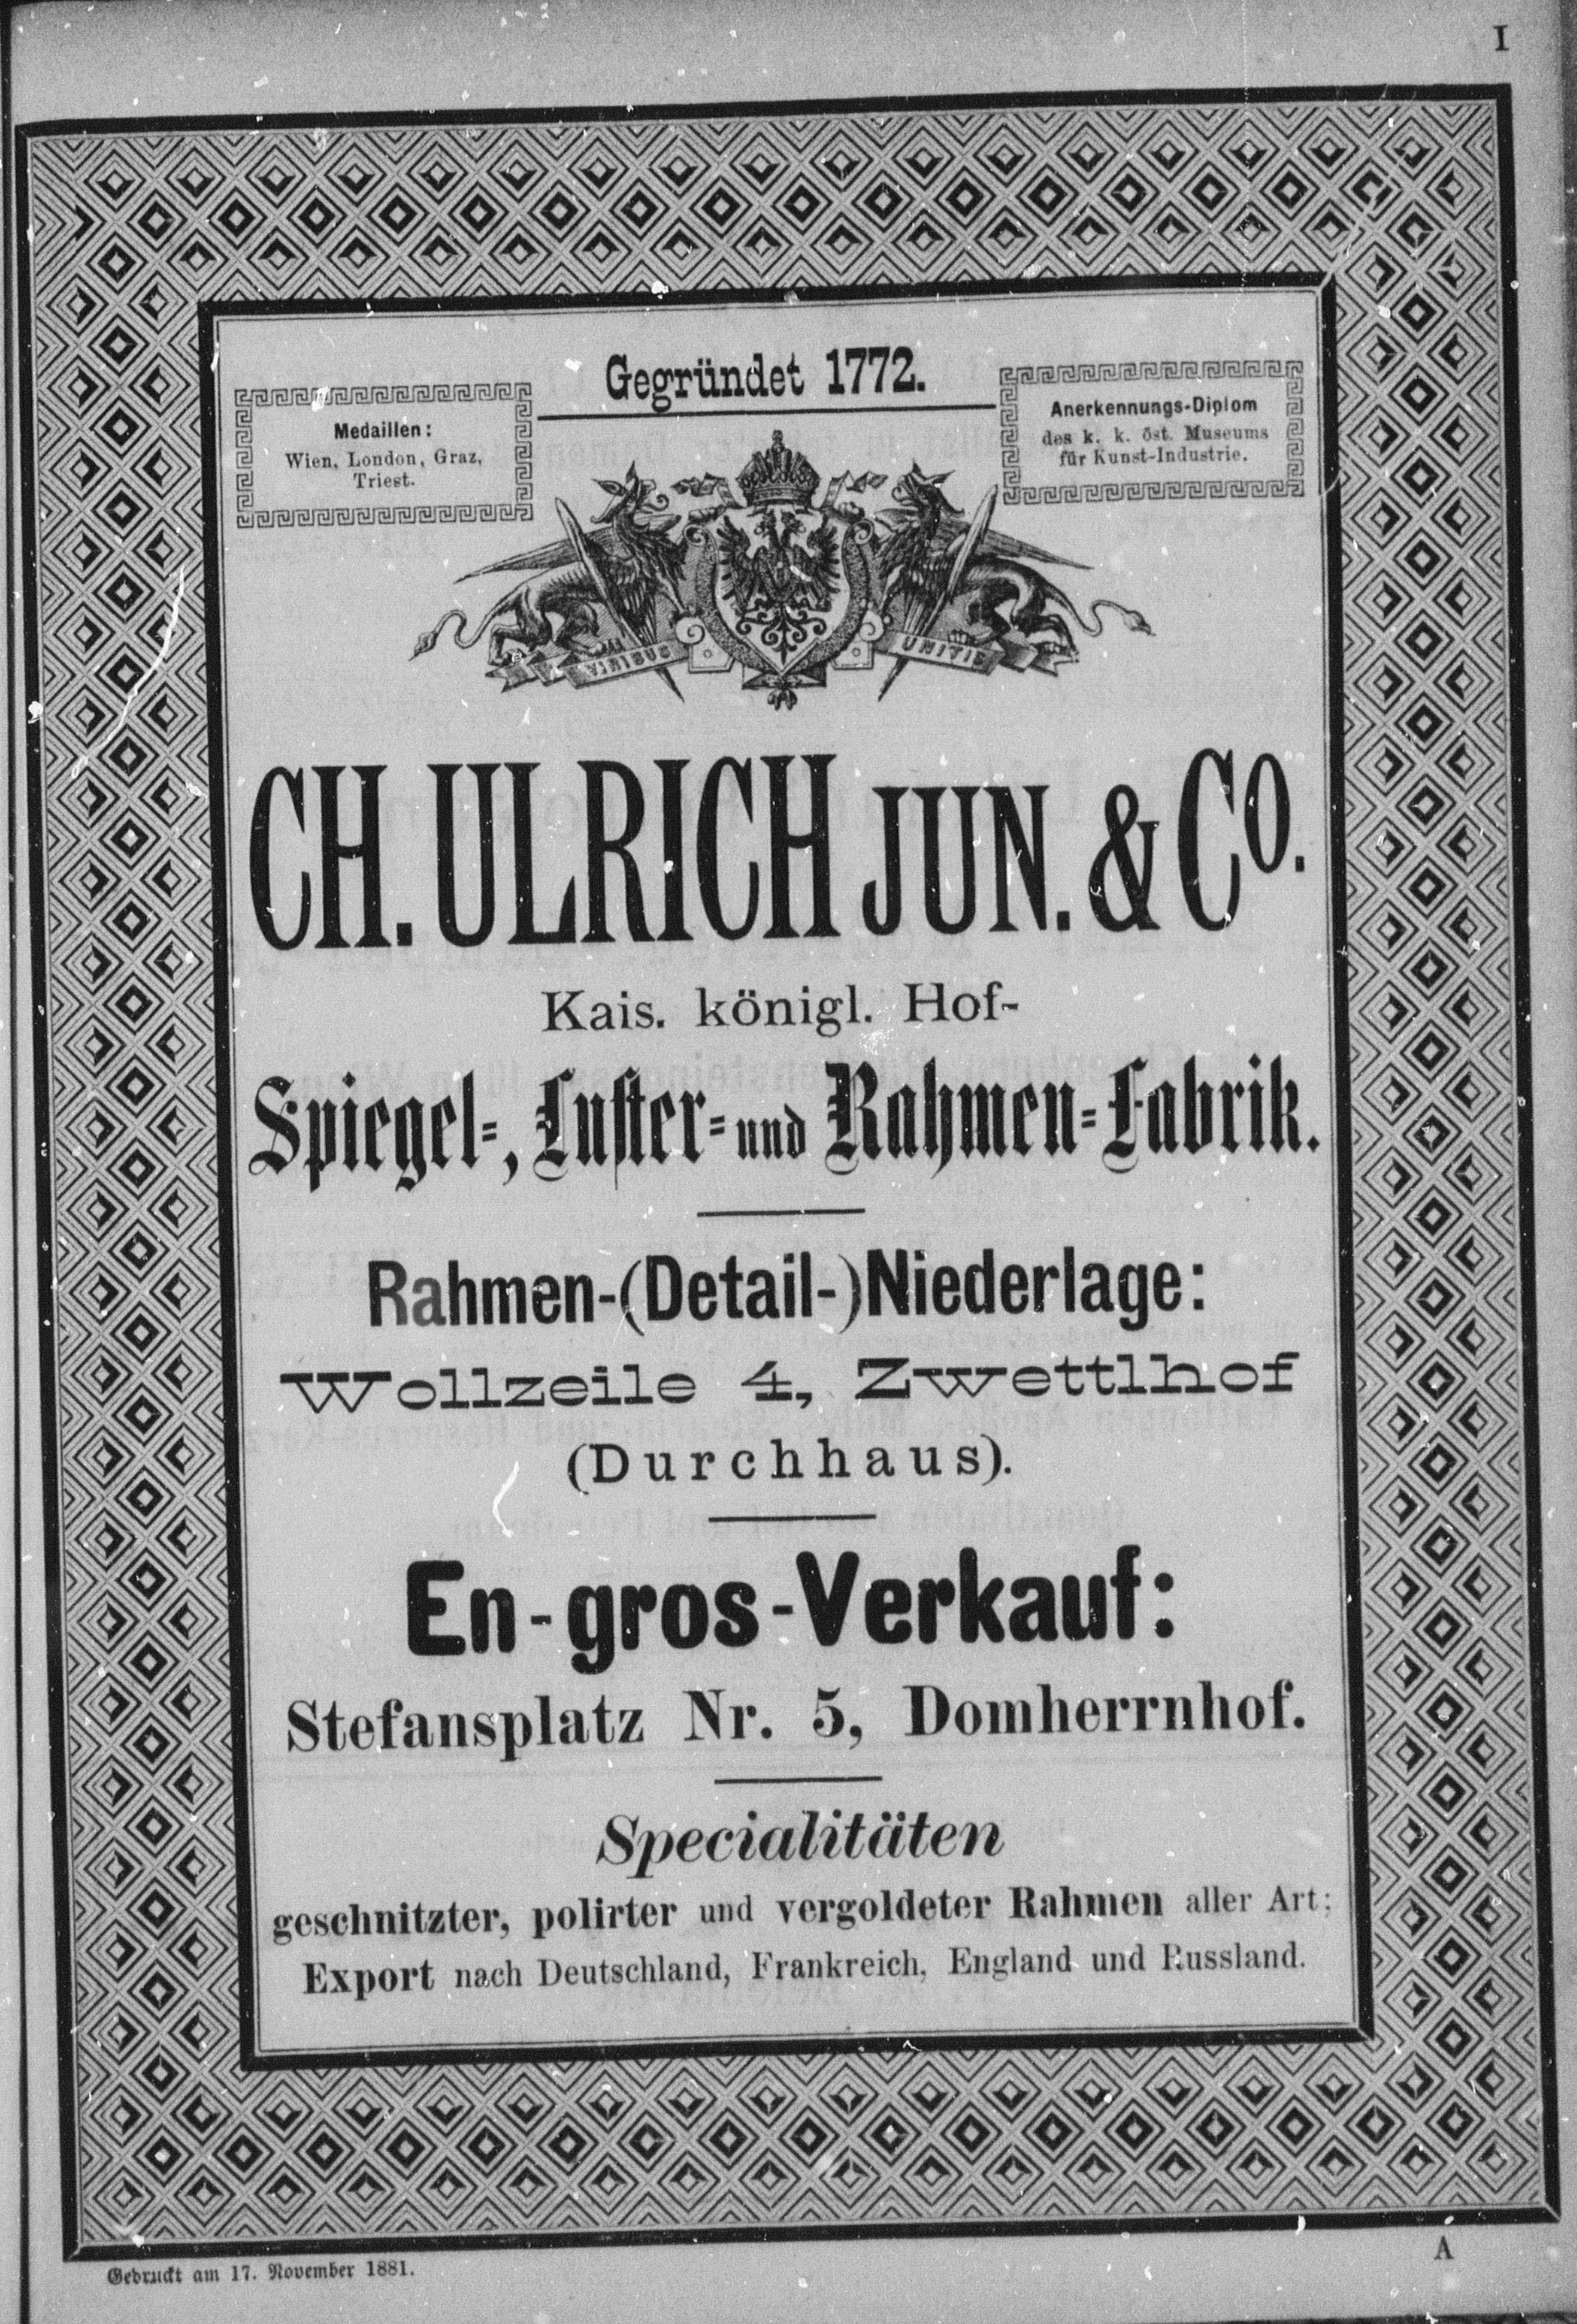 I
Gegründet 1772.
Medaillen:
Wien, London, Graz,
Triest.
Anerkennungs-Diplom
des k. k. öst. Museums
für Kunst-Industrie.
VIRIBUS UNITIS
CH. ULRICH JUN. & CO.
Kais. königl. Hof-
Spiegel-, Luster- und Rahmen-Fabrik.
Rahmen-(Detail-)Niederlage:
Wollzeile 4, Zwettlhof
(Durchhaus).
En-gros-Verkauf:
Stefansplatz Nr. 5, Domherrnhof.
Specialitäten
geschnitzter, polirter und vergoldeter Rahmen aller Art;
Export nach Deutschland, Frankreich, England und Russland.
A
Gedruckt am 17. November 1881.